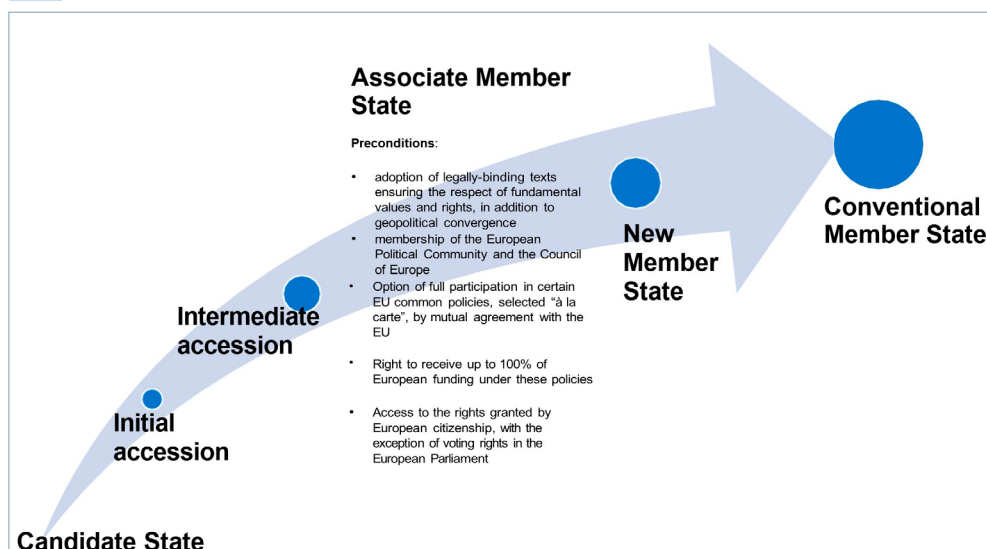 Associate Member
State
Preconditions:
• adoption of legally-binding texts
ensuring the respect of fundamental
values and rights, in addition to
geopolitical convergence
• membership of the European
Political Community and the Council
of Europe
• Option of full participation in certain
EU common policies, selected “à la
carte”, by mutual agreement with the
EU
• Right to receive up to 100% of
European funding under these policies
• Access to the rights granted by
European citizenship, with the
exception of voting rights in the
European Parliament
Conventional
Member State
New
Member
State
Intermediate
accession
Initial
accession
Candidate State